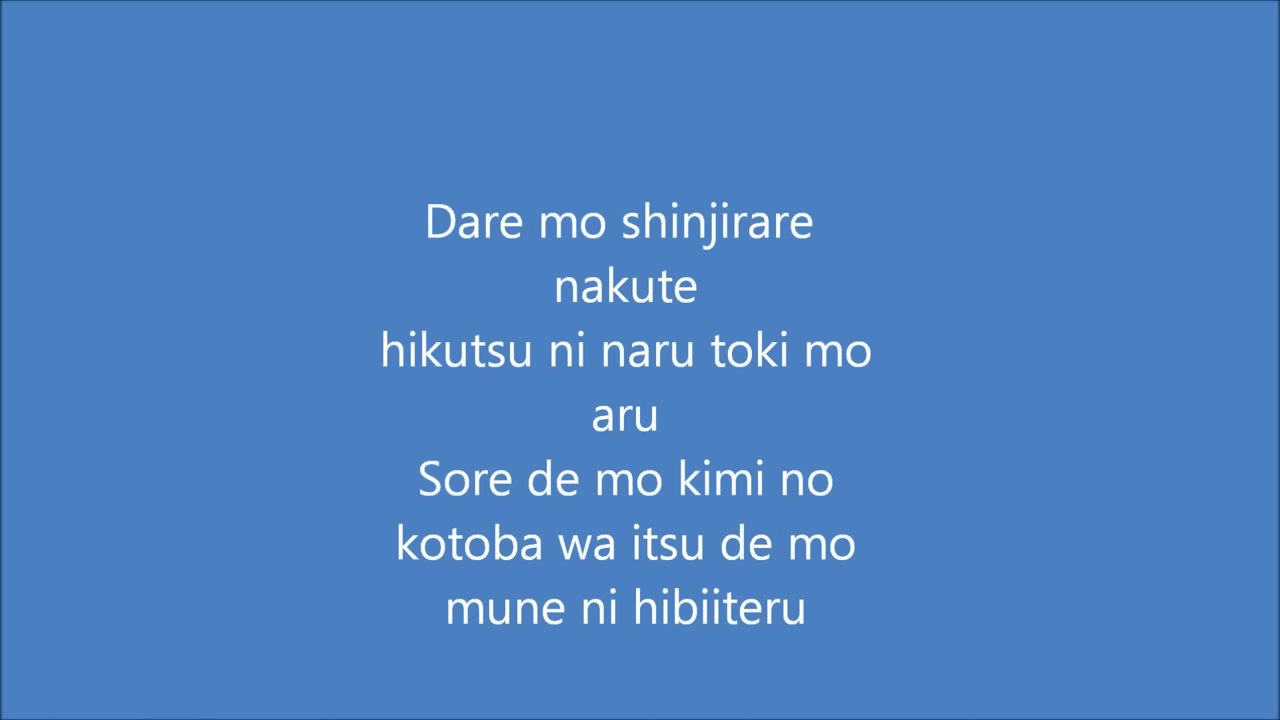 Dare mo shinjirare
nakute
hikutsu ni naru toki mo
aru
Sore de mo kimi no
kotoba wa itsu de mo
mune ni hibiiteru